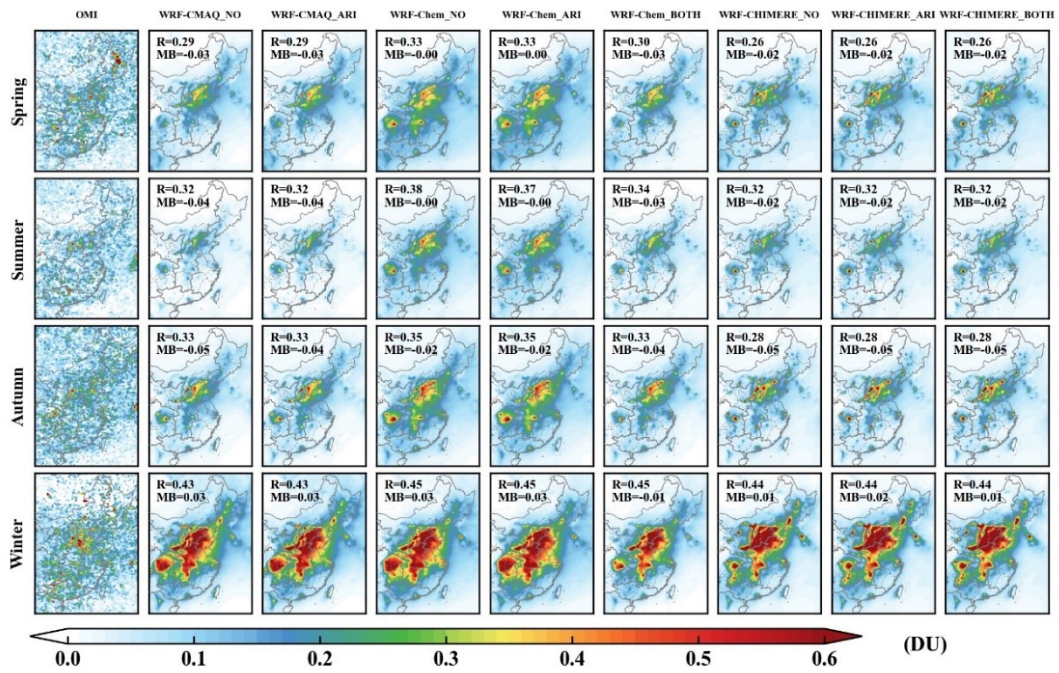 OMI WRF-CMAQ_NO WRF-CMAQ_ARI WRF-Chem_NO WRF-Chem_ARI WRF-Chem_BOTH WRF-CHIMERE_NO WRF-CHIMERE_ARI WRF-CHIMERE_BOTH
Spring
R=0.29 R=0.29 R=0.33 R=0.33 R=0.30 R=0.26 R=0.26 R=0.26
MB=-0.03 MB=-0.03 MB=-0.00 MB=0.00 MB=-0.03 MB=-0.02 MB=-0.02 MB=-0.02
Summer
R=0.32 R=0.32 R=0.38 R=0.37 R=0.34 R=0.32 R=0.32 R=0.32
MB=-0.04 MB=-0.04 MB=-0.00 MB=-0.00 MB=-0.03 MB=-0.02 MB=-0.02 MB=-0.02
Autumn
R=0.33 R=0.33 R=0.35 R=0.35 R=0.33 R=0.28 R=0.28 R=0.28
MB=-0.05 MB=-0.04 MB=-0.02 MB=-0.02 MB=-0.04 MB=-0.05 MB=-0.05 MB=-0.05
Winter
R=0.43 R=0.43 R=0.45 R=0.45 R=0.45 R=0.44 R=0.44 R=0.44
MB=0.03 MB=0.03 MB=0.03 MB=0.03 MB=-0.01 MB=0.01 MB=0.02 MB=0.01
0.0 0.1 0.2 0.3 0.4 0.5 0.6 (DU)